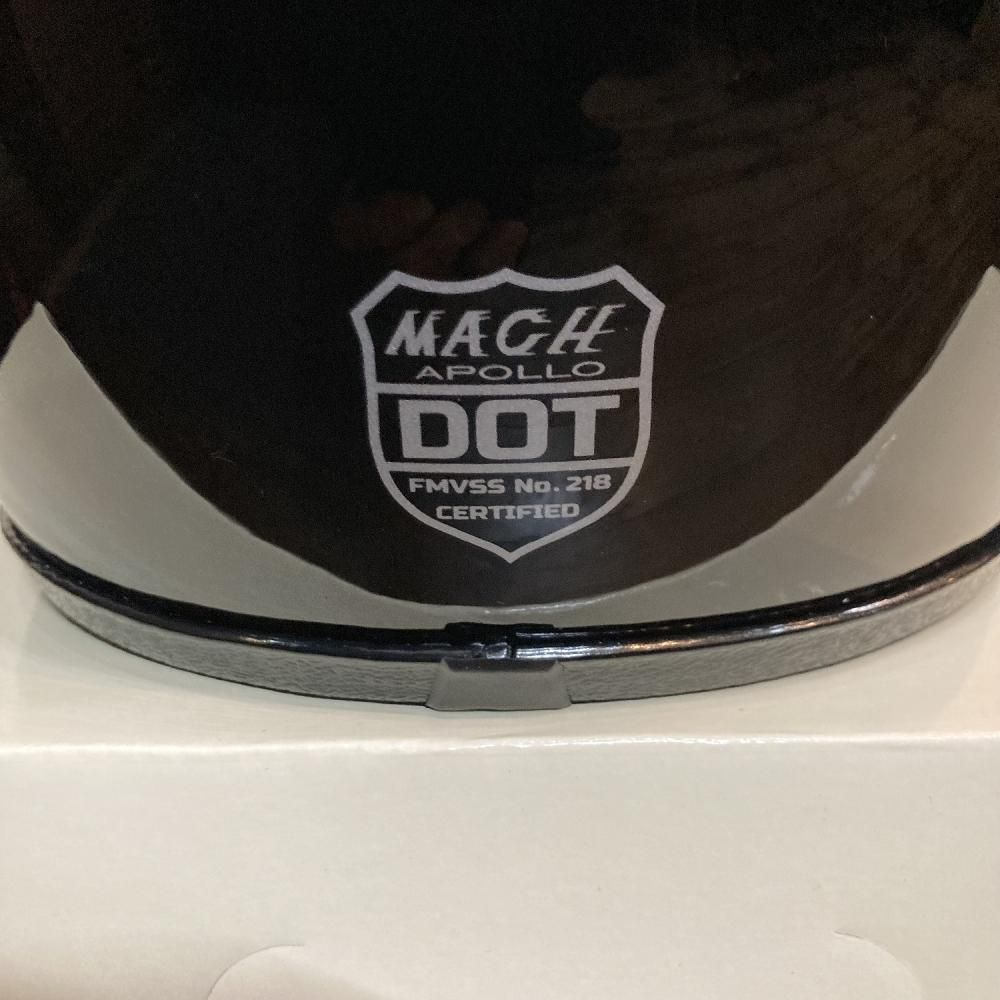 MACH
APOLLO
DOT
FMVSS No. 218
CERTIFIED